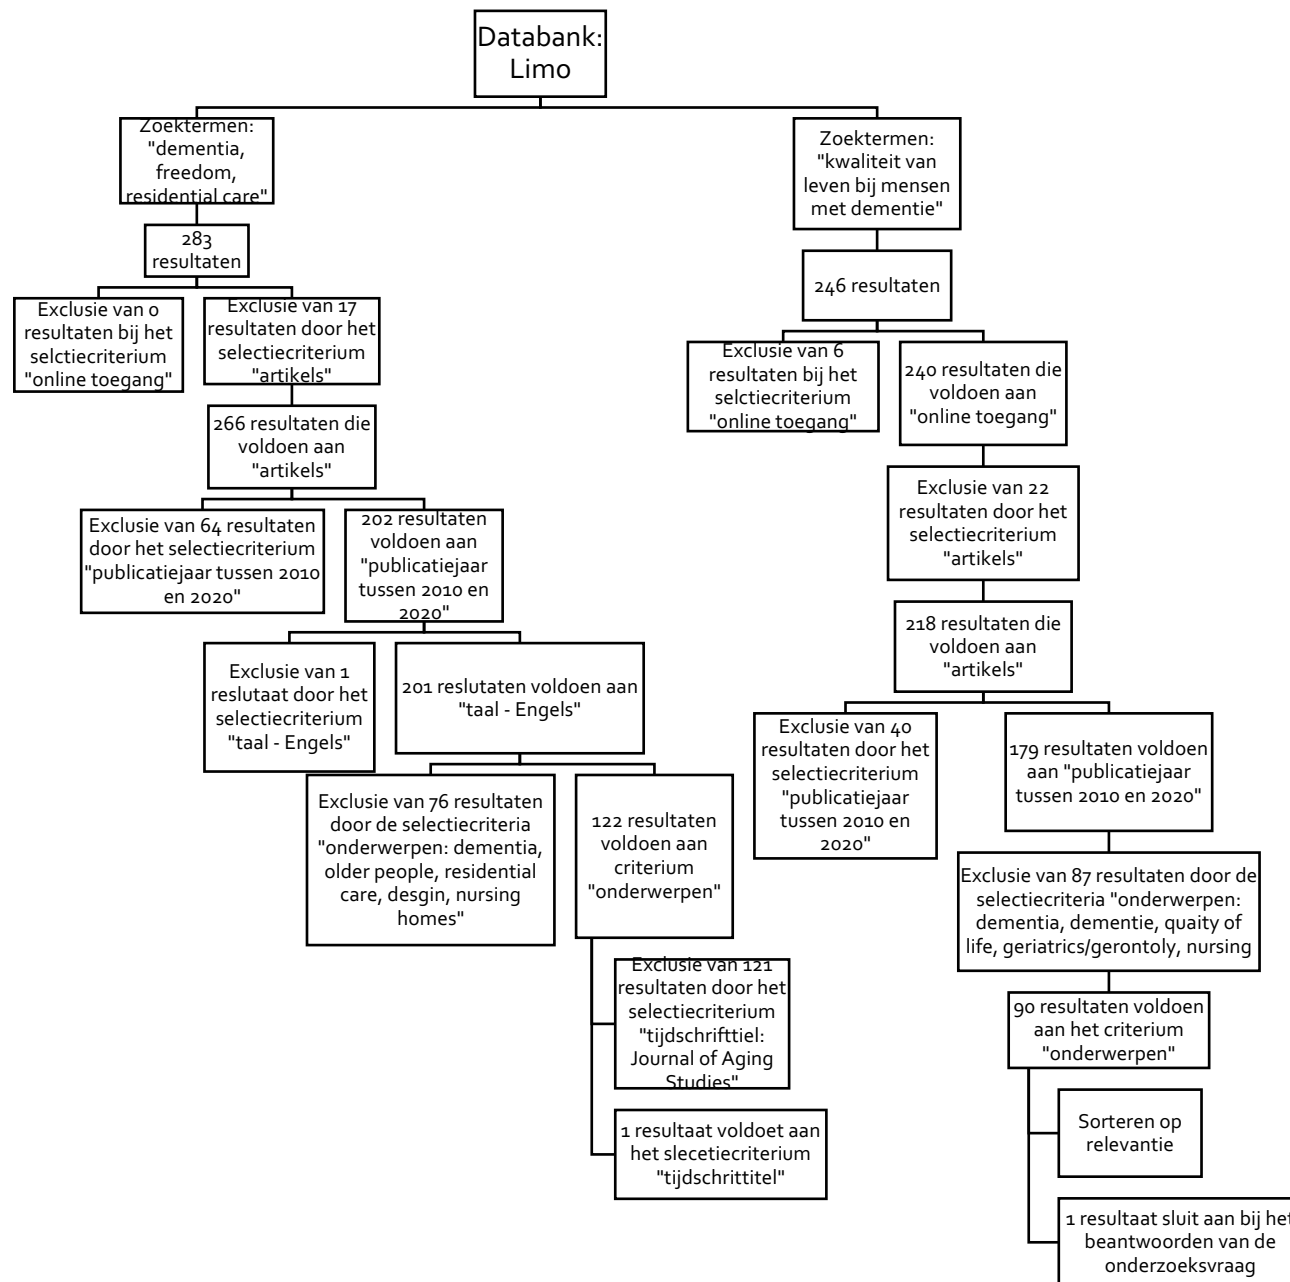 Databank:
Limo
Zoektermen:
"dementia,
freedom,
residential care"
283
resultaten
Exclusie van 0
resultaten bij het
selctiecriterium
"online toegang"
Exclusie van 17
resultaten door het
selectiecriterium
"artikels"
266 resultaten die
voldoen aan
"artikels"
Exclusie van 64 resultaten
door het selectiecriterium
"publicatiejaar tussen 2010
en 2020"
202 resultaten
voldoen aan
"publicatiejaar
tussen 2010 en
2020"
Exclusie van 1
reslutaat door het
selectiecriterium
"taal - Engels"
201 reslutaten voldoen aan
"taal - Engels"
Exclusie van 76 resultaten
door de selectiecriteria
"onderwerpen: dementia,
older people, residential
care, desgin, nursing
homes"
122 resultaten
voldoen aan
criterium
"onderwerpen"
Exclusie van 121
resultaten door het
selectiecriterium
"tijdschrifttiel:
Journal of Aging
Studies"
1 resultaat voldoet aan
het slecetiecriterium
"tijdschrittitel"
Zoektermen:
"kwaliteit van
leven bij mensen
met dementie"
246 resultaten
Exclusie van 6
resultaten bij het
selctiecriterium
"online toegang"
240 resultaten die
voldoen aan
"online toegang"
Exclusie van 22
resultaten door het
selectiecriterium
"artikels"
218 resultaten die
voldoen aan
"artikels"
Exclusie van 40
resultaten door het
selectiecriterium
"publicatiejaar
tussen 2010 en
2020"
179 resultaten voldoen
aan "publicatiejaar
tussen 2010 en 2020"
Exclusie van 87 resultaten door de
selectiecriteria "onderwerpen:
dementia, dementie, quaity of
life, geriatrics/gerontoly, nursing
90 resultaten voldoen
aan het criterium
"onderwerpen"
Sorteren op
relevantie
1 resultaat sluit aan bij het
beantwoorden van de
onderzoeksvraag